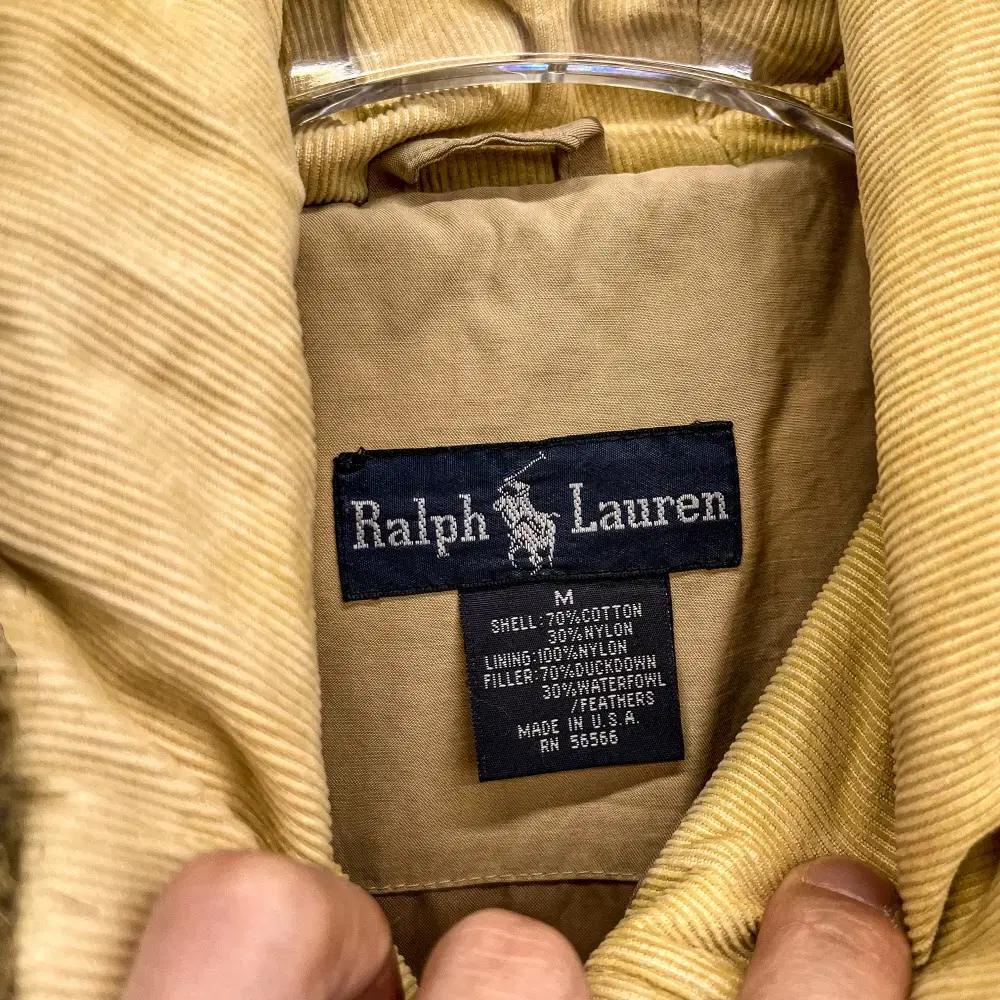 Ralph Lauren
M
SHELL:70%COTTON
30%NYLON
LINING:100%NYLON
FILLER:70%DUCKDOWN
30%WATERFOWL
/FEATHERS
MADE IN U.S.A.
RN 56566